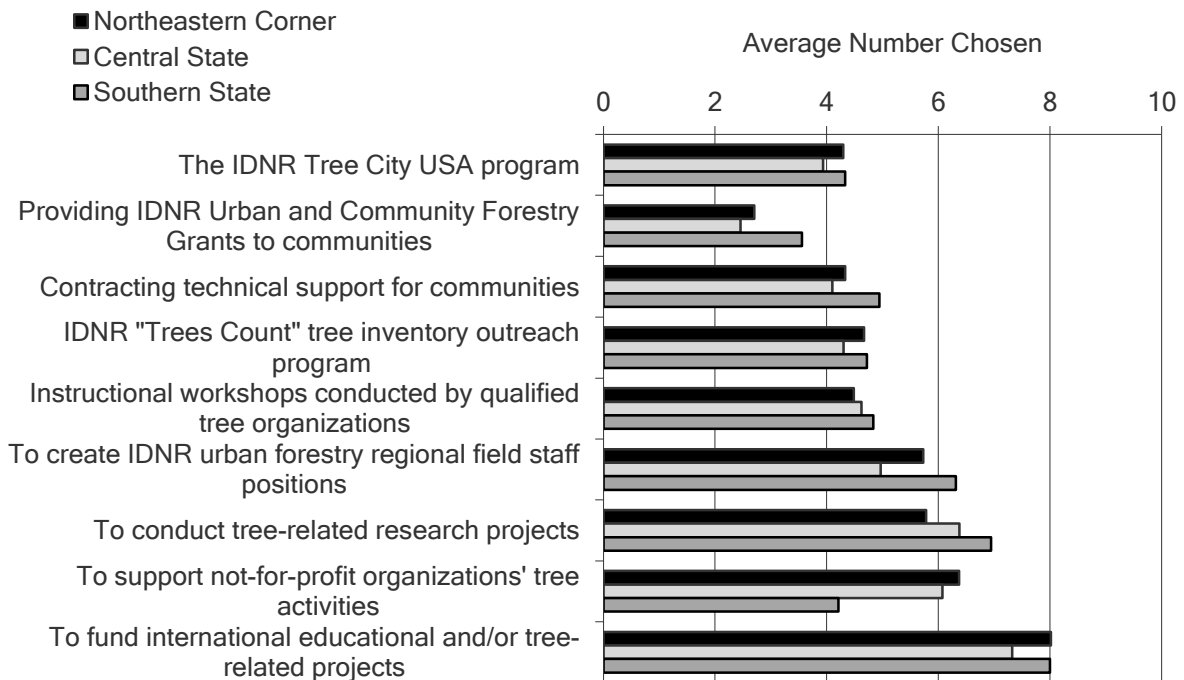 Northeastern Corner
Central State
Southern State
Average Number Chosen
0 2 4 6 8 10
The IDNR Tree City USA program
Providing IDNR Urban and Community Forestry
Grants to communities
Contracting technical support for communities
IDNR "Trees Count" tree inventory outreach
program
Instructional workshops conducted by qualified
tree organizations
To create IDNR urban forestry regional field staff
positions
To conduct tree-related research projects
To support not-for-profit organizations' tree
activities
To fund international educational and/or tree-
related projects